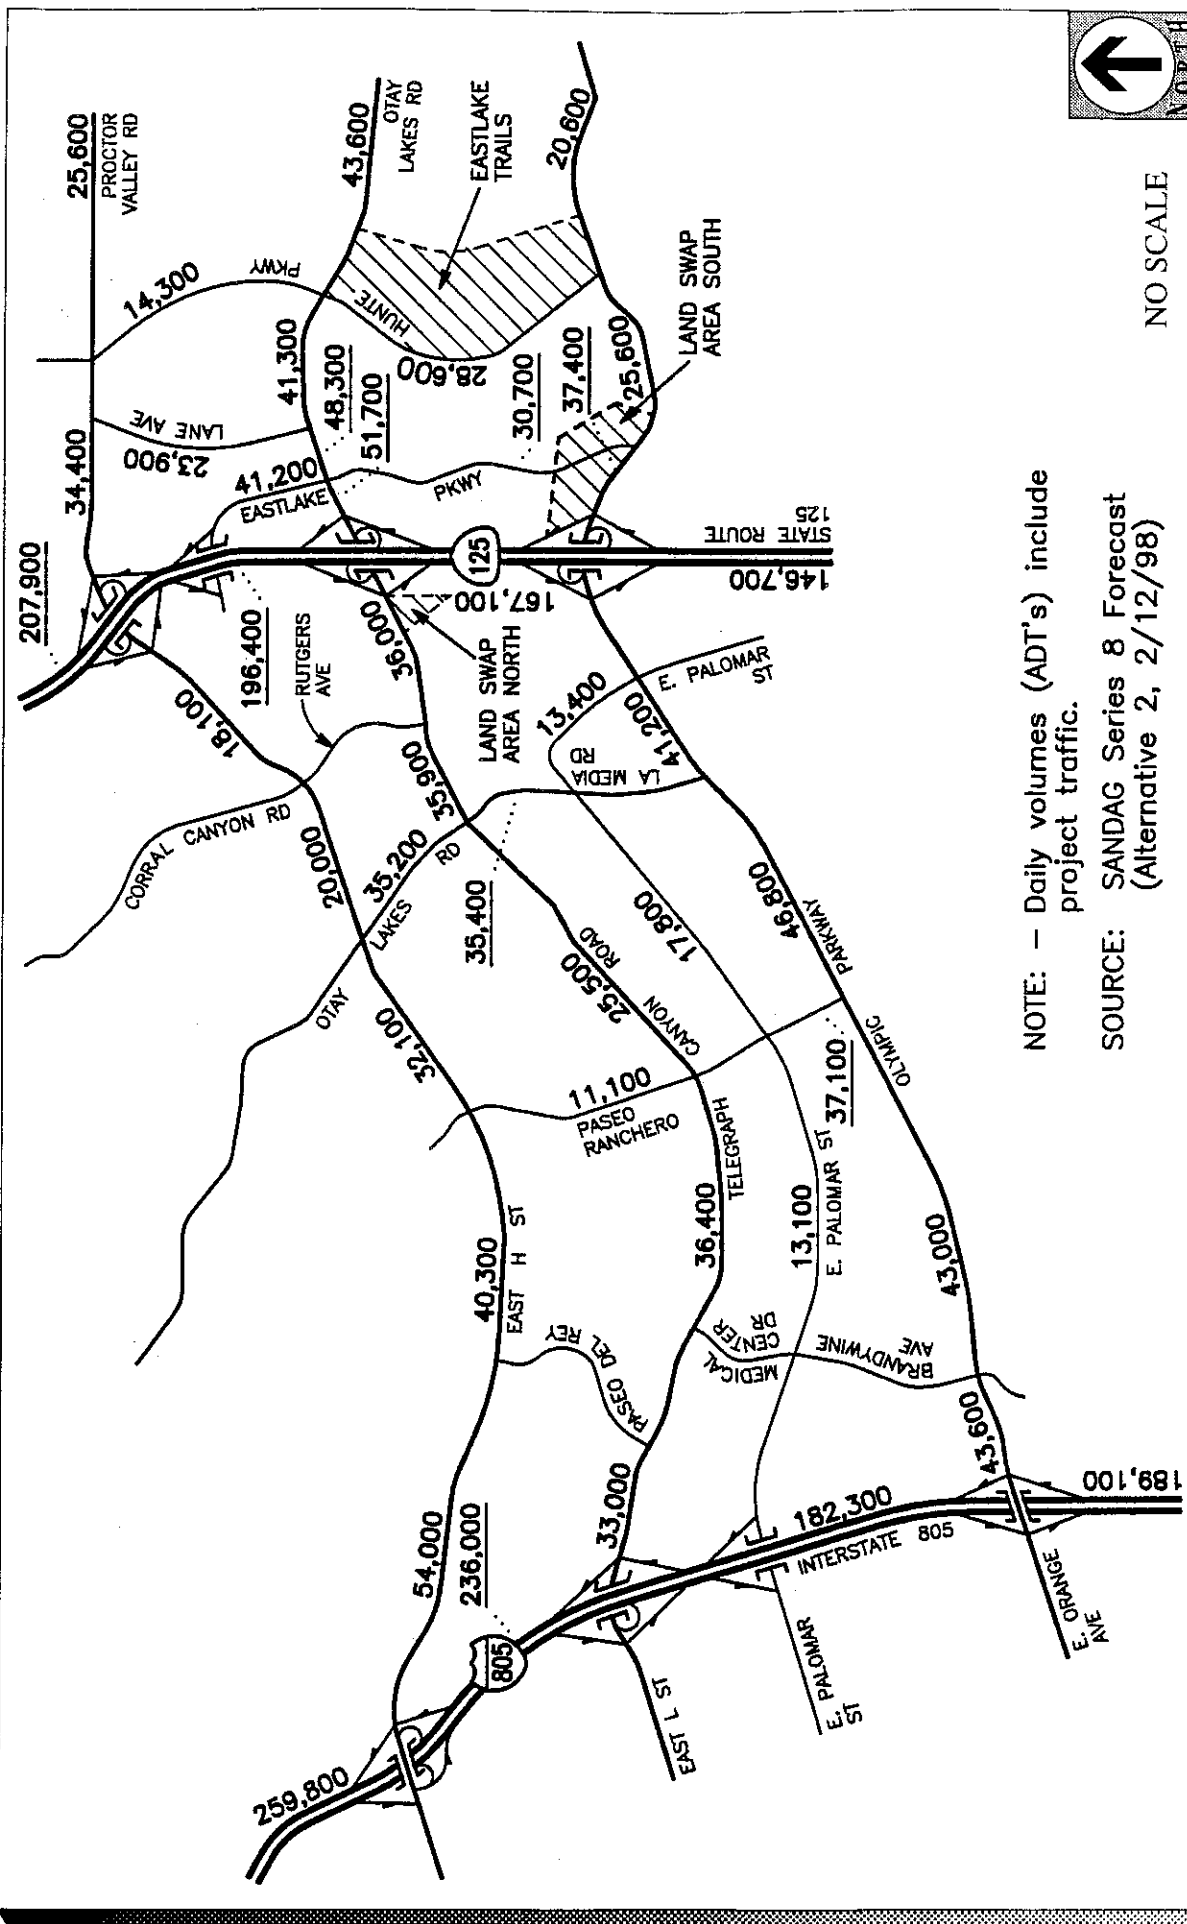 207,900
34,400
25,600
PROCTOR
VALLEY RD
14,300
PKWY
HUNTE
LANE AVE
23,900
41,300
43,600
OTAY
LAKES RD
EASTLAKE
TRAILS
20,600
48,300
51,700
28,600
30,700
37,400
25,600
LAND SWAP
AREA SOUTH
41,200
EASTLAKE
PKWY
196,400
125
167,100
STATE ROUTE
125
146,700
18,100
RUTGERS
AVE
36,000
LAND SWAP
AREA NORTH
CORRAL CANYON RD
20,000
35,900
13,400
E. PALOMAR
ST
41,200
LA MEDIA
RD
OTAY
LAKES
RD
35,200
35,400
32,100
25,500
CANYON
ROAD
17,800
46,800
PARKWAY
OLYMPIC
11,100
PASEO
RANCHERO
37,100
TELEGRAPH
36,400
40,300
EAST H ST
13,100
E. PALOMAR ST
43,000
PASEO DEL REY
MEDICAL
CENTER
DR
BRANDYWINE
AVE
43,600
54,000
236,000
33,000
182,300
INTERSTATE 805
189,100
805
259,800
EAST L ST
E. PALOMAR
ST
E. ORANGE
AVE
NOTE: - Daily volumes (ADT's) include
project traffic.
SOURCE: SANDAG Series 8 Forecast
(Alternative 2, 2/12/98)
NO SCALE
NORTH